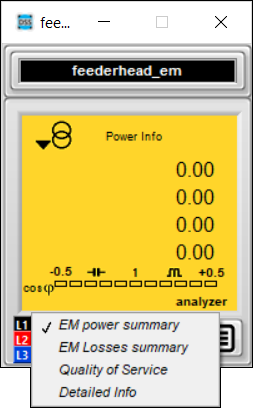 DSS fee...
feederhead_em
Power Info
0.00
0.00
0.00
0.00
-0.5 1 +0.5
cosφ
analyzer
L1
L2
L3
✓ EM power summary
EM Losses summary
Quality of Service
Detailed Info